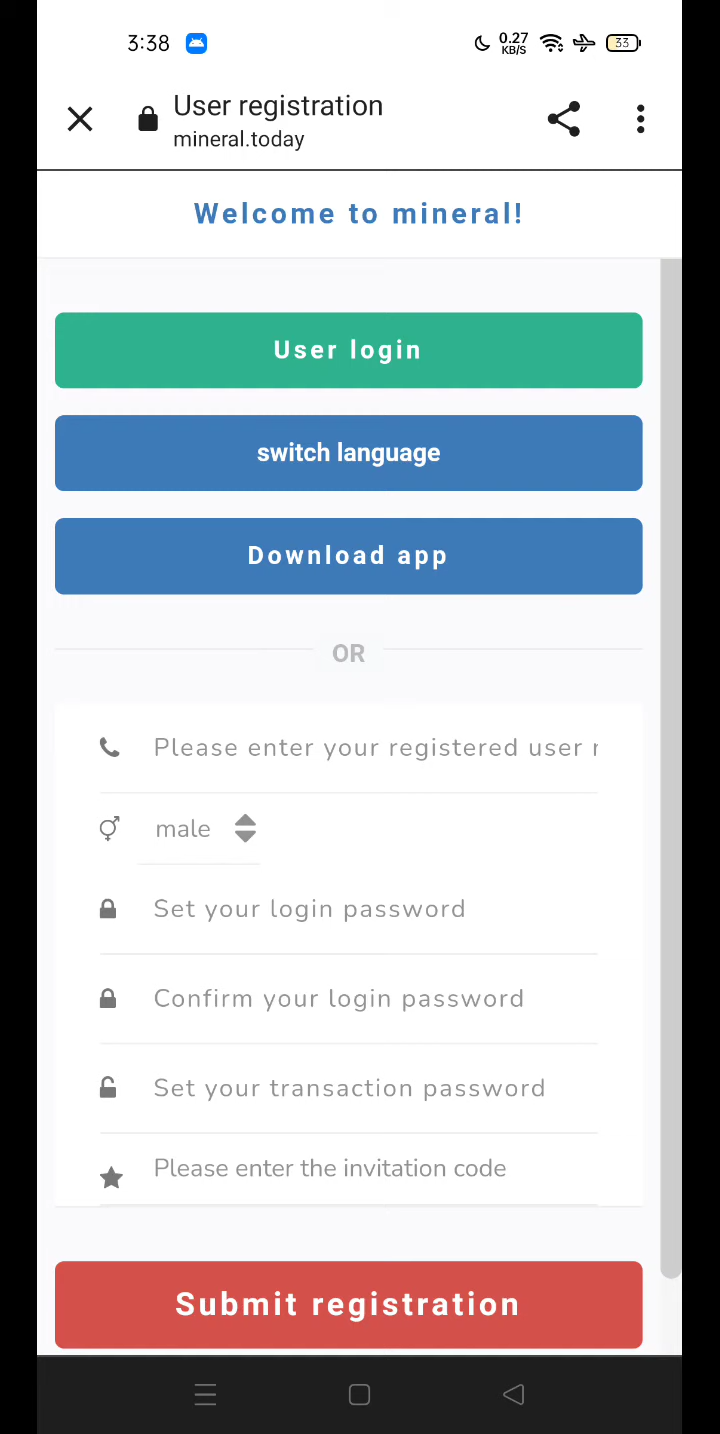 3:38
0.27
KB/S
33
User registration
mineral.today
Welcome to mineral!
User login
switch language
Download app
OR
Please enter your registered user
male
Set your login password
Confirm your login password
Set your transaction password
Please enter the invitation code
Submit registration